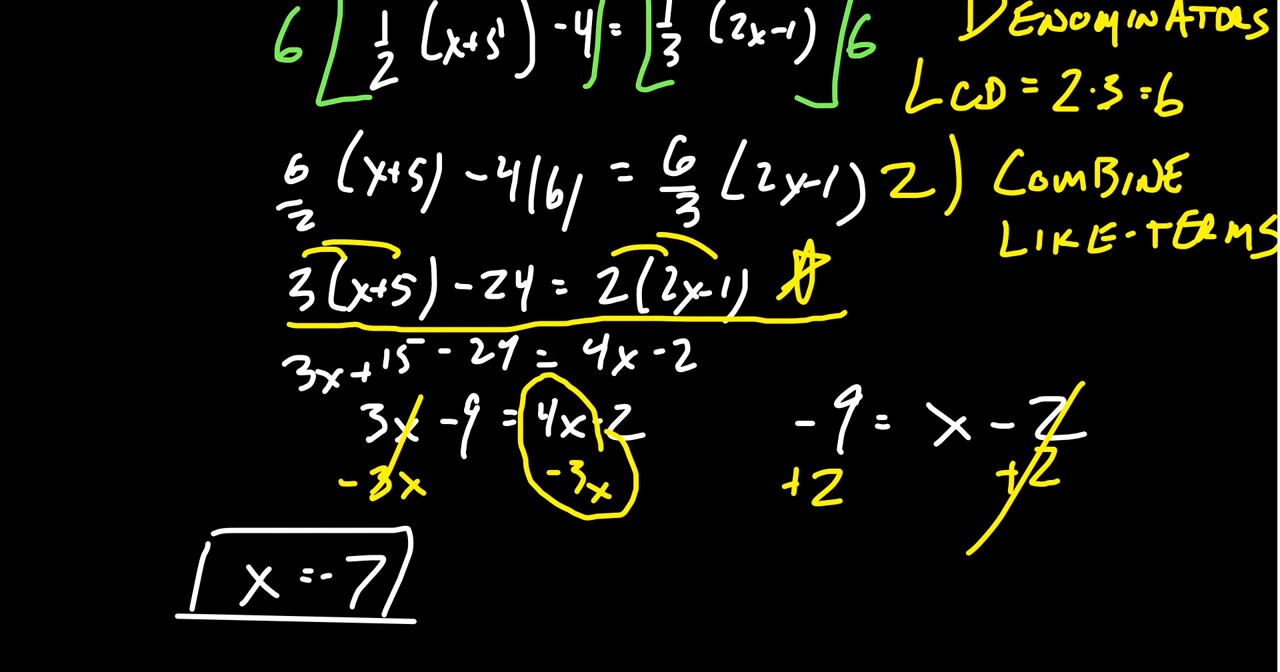 6[1/2 (x+5) -4] = [1/3 (2x-1)]6
DENOMINATORS
LCD = 2·3 = 6
6/2 (x+5) -4(6) = 6/3 (2x-1)
2) COMBINE
LIKE-TERMS
3(x+5) - 24 = 2(2x-1) ☆
3x + 15 - 24 = 4x - 2
3x - 9 = 4x - 2
-3x -3x
-9 = x - 2
+2 +2
x = -7